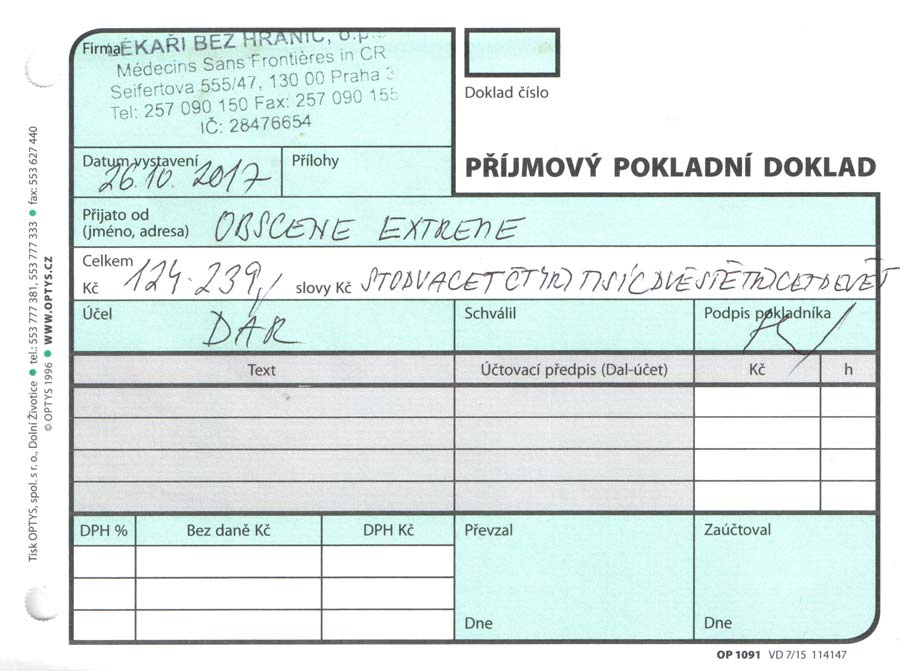 Firma
LÉKAŘI BEZ HRANIC, o.p.s.
Médecins Sans Frontières in CR
Seifertova 555/47, 130 00 Praha 3
Tel: 257 090 150 Fax: 257 090 155
IČ: 28476654
Doklad číslo
PŘÍJMOVÝ POKLADNÍ DOKLAD
Datum vystavení
26.10. 2017
Přílohy
Přijato od
(jméno, adresa)
OBSCENE EXTREME
Celkem
Kč 124.239,- slovy Kč STODVACETČTYŘI TISÍC DVĚSTĚTŘICETDEVĚT
Účel
DAR
Schválil
Podpis pokladníka
Text
Účtovací předpis (Dal-účet)
Kč
h
DPH %
Bez daně Kč
DPH Kč
Převzal
Zaúčtoval
Dne
Dne
OP 1091 VD 7/15 114147
Tisk OPTYS, spol. s r. o., Dolní Životice ● tel.: 553 777 381, 553 777 333 ● fax: 553 627 440
© OPTYS 1996 ● WWW.OPTYS.CZ